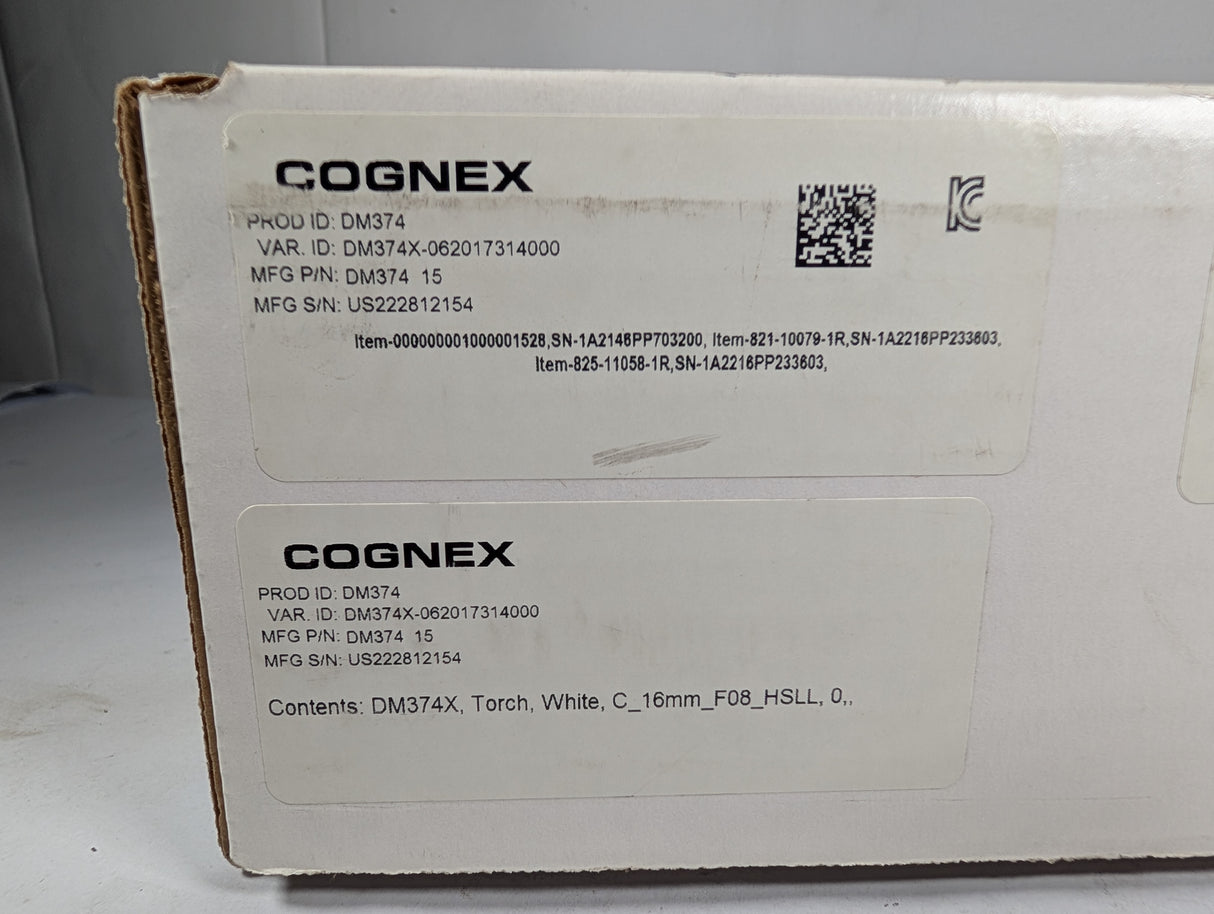 COGNEX
PROD ID: DM374
VAR. ID: DM374X-062017314000
MFG P/N: DM374 15
MFG S/N: US222812154
Item-000000001000001528,SN-1A2146PP703200, Item-821-10079-1R,SN-1A2216PP233603,
Item-825-11058-1R,SN-1A2216PP233603,
COGNEX
PROD ID: DM374
VAR. ID: DM374X-062017314000
MFG P/N: DM374 15
MFG S/N: US222812154
Contents: DM374X, Torch, White, C_16mm_F08_HSLL, 0,,